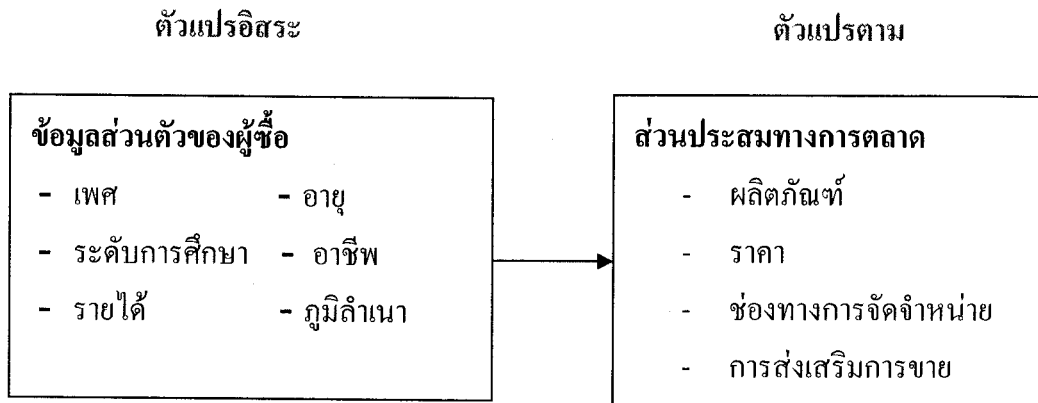 ตัวแปรอิสระ ตัวแปรตาม
ข้อมูลส่วนตัวของผู้ซื้อ
- เพศ - อายุ
- ระดับการศึกษา - อาชีพ
- รายได้ - ภูมิลำเนา
ส่วนประสมทางการตลาด
- ผลิตภัณฑ์
- ราคา
- ช่องทางการจัดจำหน่าย
- การส่งเสริมการขาย